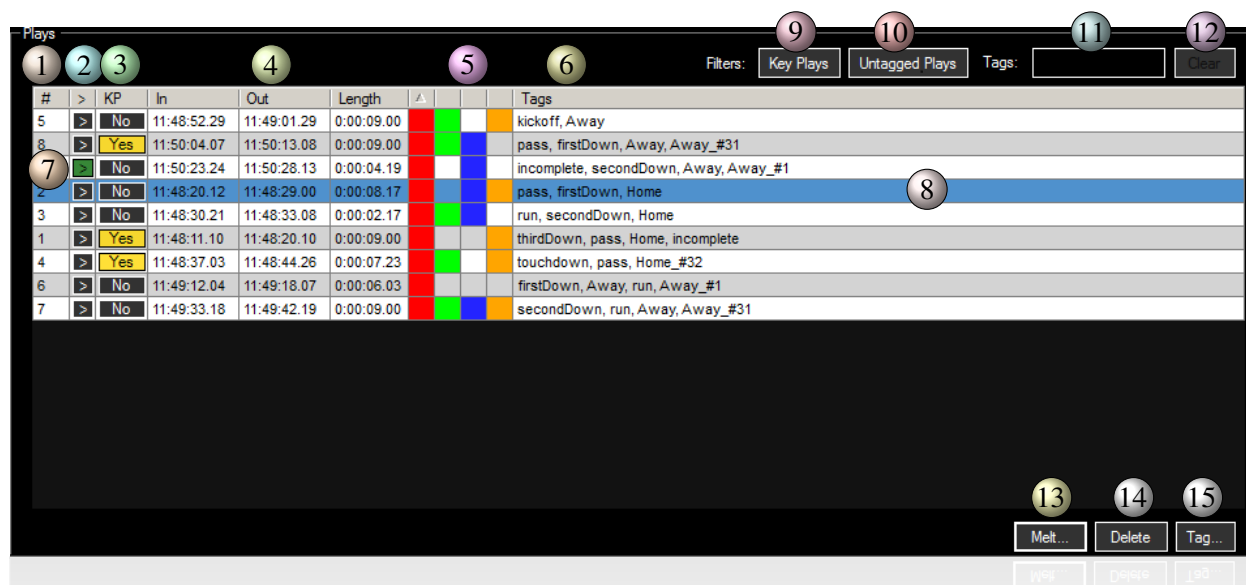 Plays
9 10 11 12
1 2 3 4 5 6 Filters: Key Plays Untagged Plays Tags: Clear
# > KP In Out Length Tags
5 > No 11:48:52.29 11:49:01.29 0:00:09.00 kickoff, Away
8 > Yes 11:50:04.07 11:50:13.08 0:00:09.00 pass, firstDown, Away, Away_#31
7 > No 11:50:23.24 11:50:28.13 0:00:04.19 incomplete, secondDown, Away, Away_#1
2 > No 11:48:20.12 11:48:29.00 0:00:08.17 pass, firstDown, Home 8
3 > No 11:48:30.21 11:48:33.08 0:00:02.17 run, secondDown, Home
1 > Yes 11:48:11.10 11:48:20.10 0:00:09.00 thirdDown, pass, Home, incomplete
4 > Yes 11:48:37.03 11:48:44.26 0:00:07.23 touchdown, pass, Home_#32
6 > No 11:49:12.04 11:49:18.07 0:00:06.03 firstDown, Away, run, Away_#1
7 > No 11:49:33.18 11:49:42.19 0:00:09.00 secondDown, run, Away, Away_#31
13 14 15
Melt... Delete Tag...